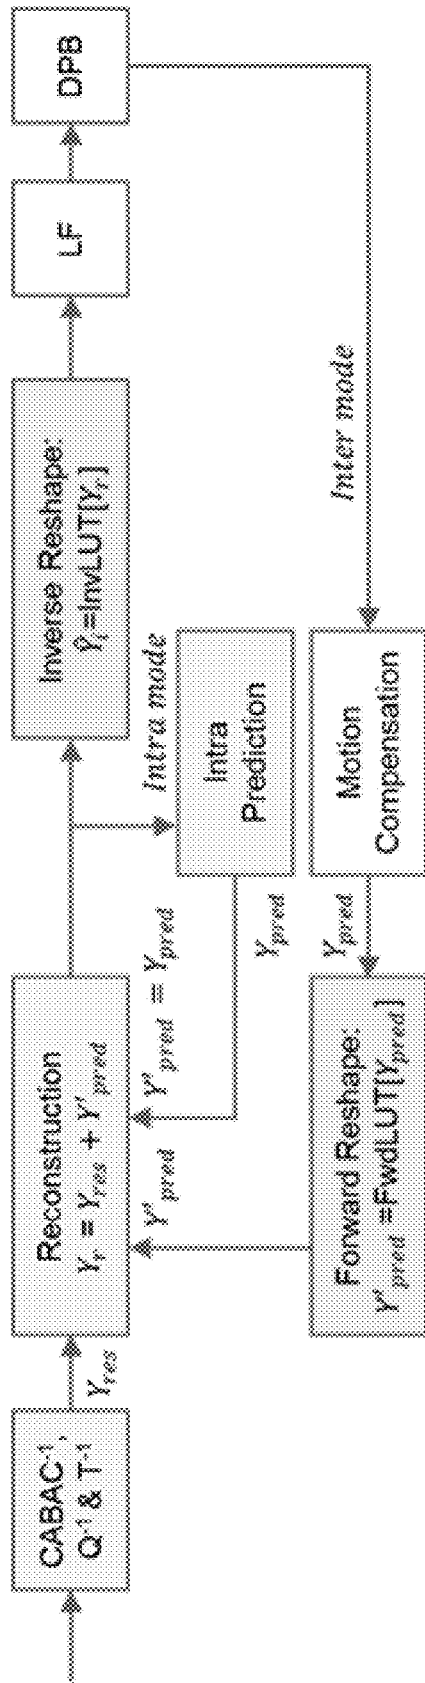 CABAC⁻¹,
Q⁻¹ & T⁻¹
Y_res
Reconstruction
Y_r = Y_res + Y'_pred
Inverse Reshape:
Ŷ_i=InvLUT[Y_r]
LF
DPB
Y'_pred
Y'_pred = Y_pred
Intra mode
Intra
Prediction
Y_pred
Inter mode
Forward Reshape:
Y'_pred =FwdLUT[Y_pred]
Y_pred
Motion
Compensation